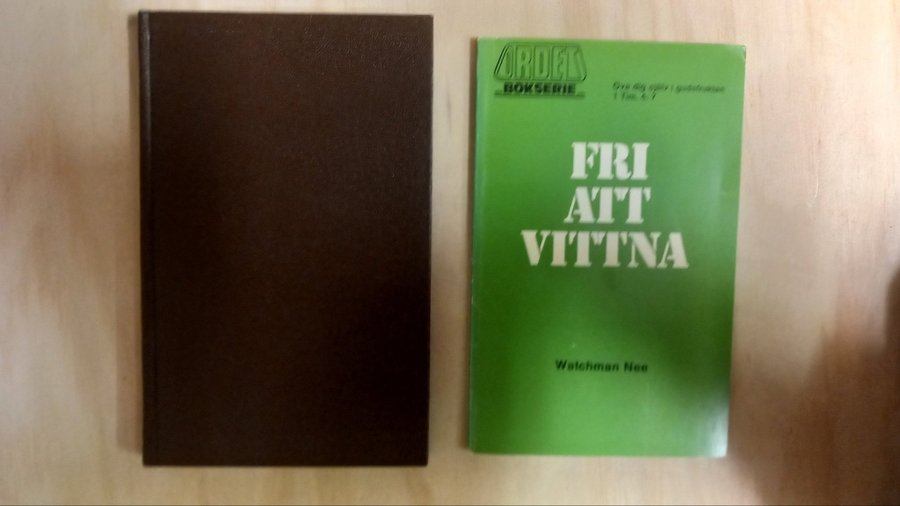 ORDET
BOKSERIE
Öva dig själv i gudsfruktan
1 Tim. 4: 7
FRI
ATT
VITTNA
Watchman Nee